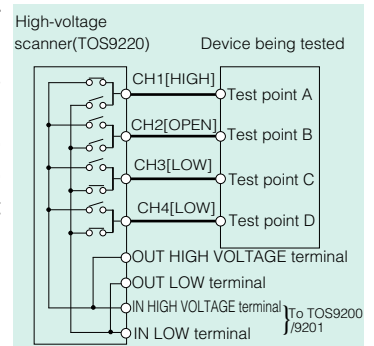 High-voltage
scanner(TOS9220)
Device being tested
CH1[HIGH]
Test point A
CH2[OPEN]
Test point B
CH3[LOW]
Test point C
CH4[LOW]
Test point D
OUT HIGH VOLTAGE terminal
OUT LOW terminal
IN HIGH VOLTAGE terminal
IN LOW terminal
To TOS9200
/9201